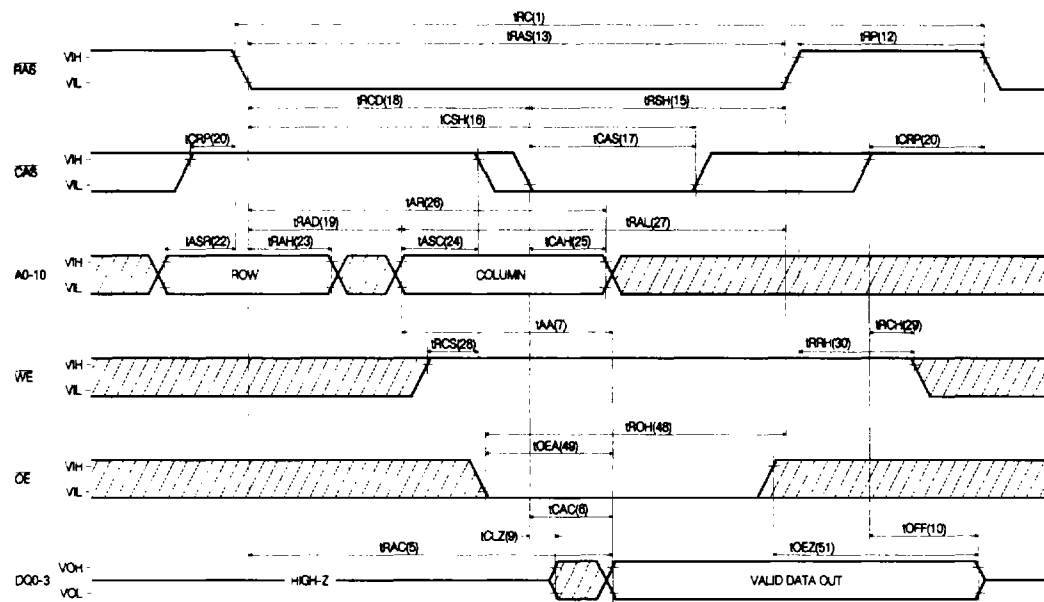 tRC(1)
tRAS(13)
tRP(12)
RAS
VIH
VIL
tRCD(18)
tRSH(15)
tCSH(16)
tCRP(20)
tCAS(17)
tCRP(20)
CAS
VIH
VIL
tAR(26)
tRAD(19)
tRAL(27)
tASR(22)
tRAH(23)
tASC(24)
tCAH(25)
A0-10
VIH
VIL
ROW
COLUMN
tAA(7)
tRCH(29)
tRCS(28)
tRRH(30)
WE
VIH
VIL
tROH(48)
tOEA(49)
OE
VIH
VIL
tCAC(6)
tCLZ(9)
tOFF(10)
tRAC(5)
tOEZ(51)
DQ0-3
VOH
VOL
HIGH-Z
VALID DATA OUT